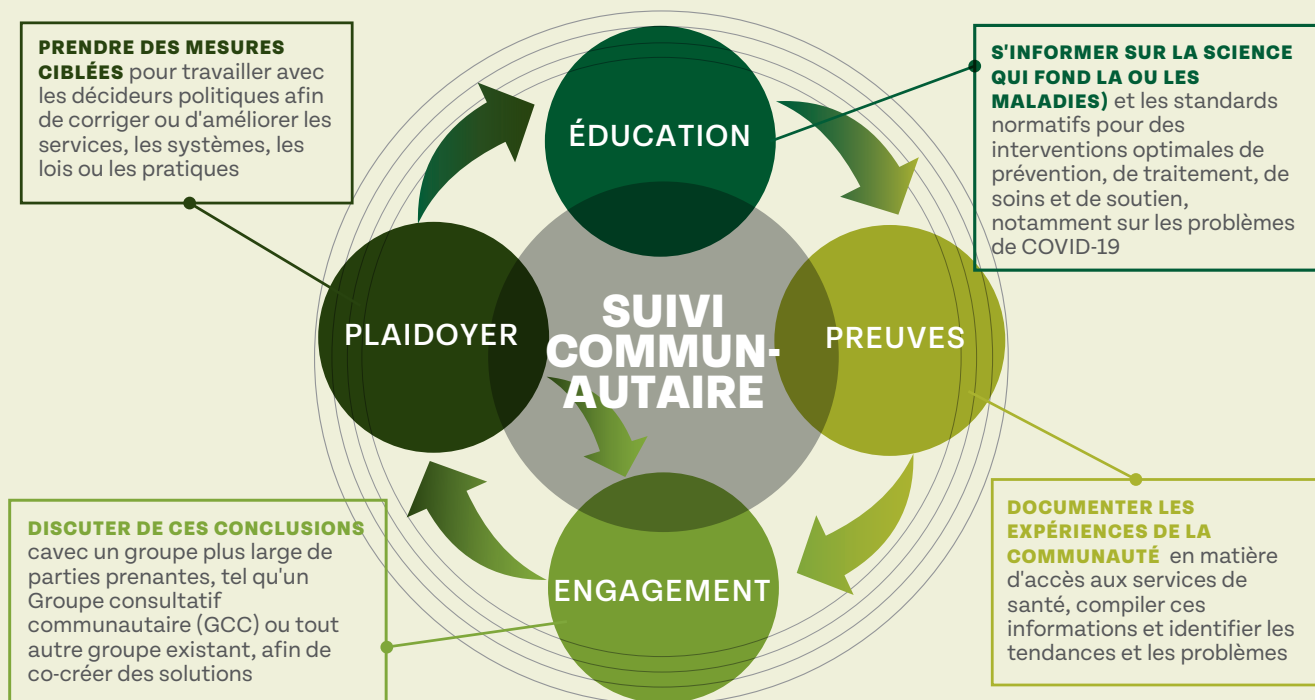 PRENDRE DES MESURES
CIBLÉES pour travailler avec
les décideurs politiques afin
de corriger ou d'améliorer les
services, les systèmes, les
lois ou les pratiques
ÉDUCATION
S'INFORMER SUR LA SCIENCE
QUI FOND LA OU LES
MALADIES) et les standards
normatifs pour des
interventions optimales de
prévention, de traitement, de
soins et de soutien,
notamment sur les problèmes
de COVID-19
PLAIDOYER
SUIVI
COMMUN-
AUTAIRE
PREUVES
DISCUTER DE CES CONCLUSIONS
cavec un groupe plus large de
parties prenantes, tel qu'un
Groupe consultatif
communautaire (GCC) ou tout
autre groupe existant, afin de
co-créer des solutions
ENGAGEMENT
DOCUMENTER LES
EXPÉRIENCES DE LA
COMMUNAUTÉ en matière
d'accès aux services de
santé, compiler ces
informations et identifier les
tendances et les problèmes